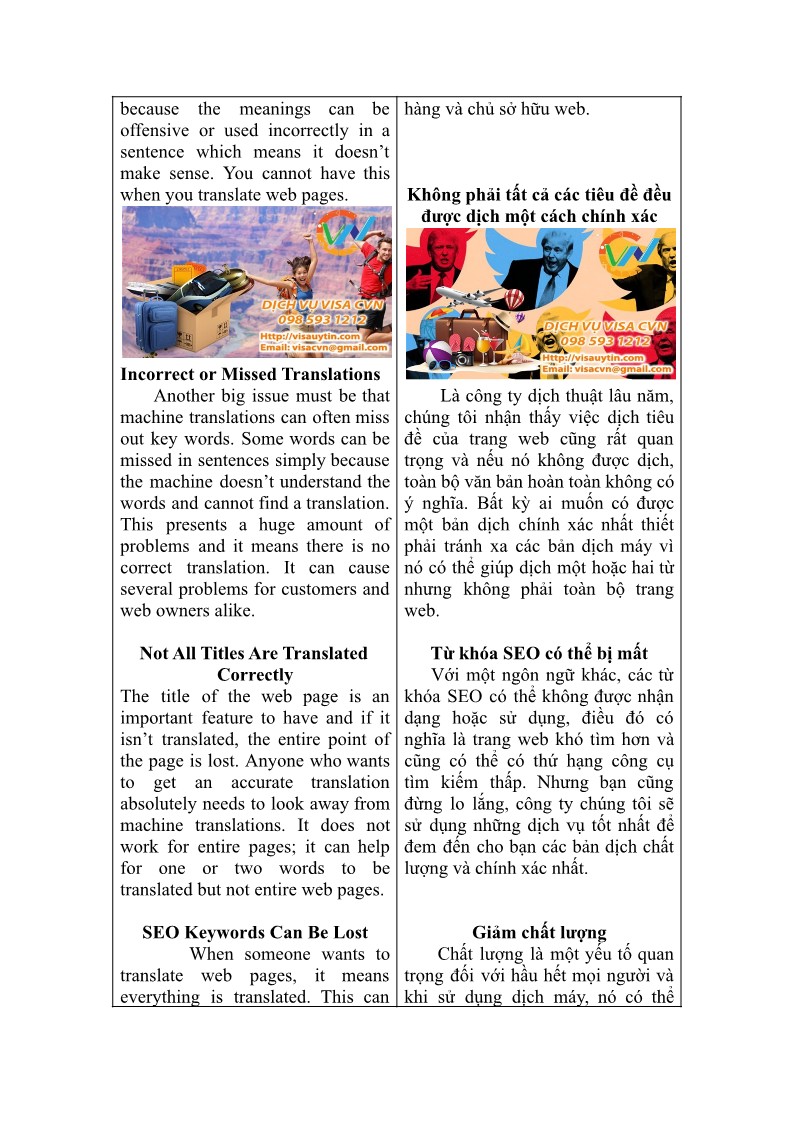 because the meanings can be
offensive or used incorrectly in a
sentence which means it doesn’t
make sense. You cannot have this
when you translate web pages.
VN
DỊCH VỤ VISA CVN
098 593 1212
Http://visauytin.com
Email: visacvn@gmail.com
Incorrect or Missed Translations
Another big issue must be that
machine translations can often miss
out key words. Some words can be
missed in sentences simply because
the machine doesn’t understand the
words and cannot find a translation.
This presents a huge amount of
problems and it means there is no
correct translation. It can cause
several problems for customers and
web owners alike.
Not All Titles Are Translated
Correctly
The title of the web page is an
important feature to have and if it
isn’t translated, the entire point of
the page is lost. Anyone who wants
to get an accurate translation
absolutely needs to look away from
machine translations. It does not
work for entire pages; it can help
for one or two words to be
translated but not entire web pages.
SEO Keywords Can Be Lost
When someone wants to
translate web pages, it means
everything is translated. This can
hàng và chủ sở hữu web.
Không phải tất cả các tiêu đề đều
được dịch một cách chính xác
VN
DỊCH VỤ VISA CVN
098 593 1212
Http://visauytin.com
Email: visacvn@gmail.com
Là công ty dịch thuật lâu năm,
chúng tôi nhận thấy việc dịch tiêu
đề của trang web cũng rất quan
trọng và nếu nó không được dịch,
toàn bộ văn bản hoàn toàn không có
ý nghĩa. Bất kỳ ai muốn có được
một bản dịch chính xác nhất thiết
phải tránh xa các bản dịch máy vì
nó có thể giúp dịch một hoặc hai từ
nhưng không phải toàn bộ trang
web.
Từ khóa SEO có thể bị mất
Với một ngôn ngữ khác, các từ
khóa SEO có thể không được nhận
dạng hoặc sử dụng, điều đó có
nghĩa là trang web khó tìm hơn và
cũng có thể có thứ hạng công cụ
tìm kiếm thấp. Nhưng bạn cũng
đừng lo lắng, công ty chúng tôi sẽ
sử dụng những dịch vụ tốt nhất để
đem đến cho bạn các bản dịch chất
lượng và chính xác nhất.
Giảm chất lượng
Chất lượng là một yếu tố quan
trọng đối với hầu hết mọi người và
khi sử dụng dịch máy, nó có thể